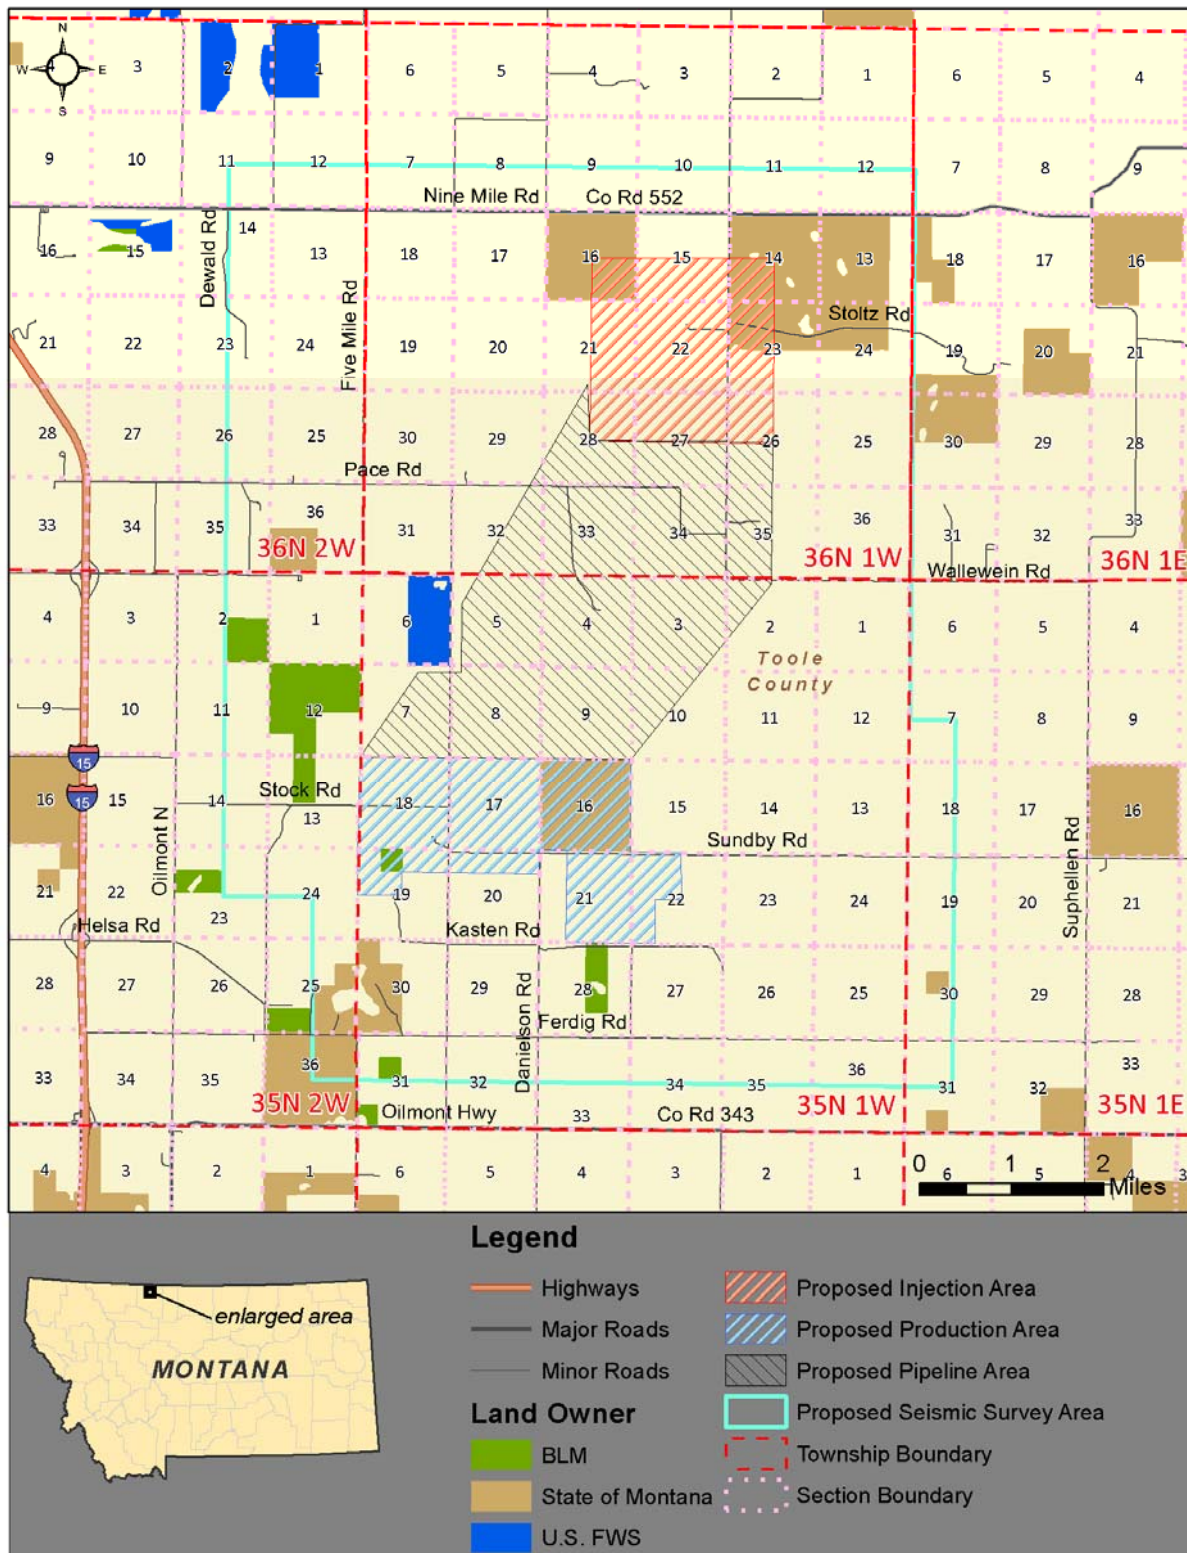 N
W 4 E
S
3 2 1 6 5 4 3 2 1 6 5 4
9 10 11 12 7 8 9 10 11 12 7 8 9
Nine Mile Rd Co Rd 552
Dewald Rd
14
16 15 13 18 17 16 15 14 13 18 17 16
Five Mile Rd
Stoltz Rd
21 22 23 24 19 20 21 22 23 24 19 20 21
28 27 26 25 30 29 28 27 26 25 30 29 28
Pace Rd
33 34 35 36 31 32 33 34 35 36 31 32 33
36N 2W 36N 1W 36N 1E
Wallewein Rd
4 3 2 1 6 5 4 3 2 1 6 5 4
Toole
County
9 10 11 12 7 8 9 10 11 12 7 8 9
15
Stock Rd
15
16 15 14 13 18 17 16 15 14 13 18 17 16
Oilmont N
Sundby Rd
Suphellen Rd
21 22 23 24 19 20 21 22 23 24 19 20 21
Helsa Rd
Kasten Rd
28 27 26 25 30 29 28 27 26 25 30 29 28
Danielson Rd
Ferdig Rd
33 34 35 36 31 32 33 34 35 36 31 32 33
35N 2W 35N 1W 35N 1E
Oilmont Hwy Co Rd 343
4 3 2 1 6 5 4 3 2 1 6 5 4 3
0 1 2
Miles
Legend
Highways
Major Roads
Minor Roads
Land Owner
BLM
State of Montana
U.S. FWS
Proposed Injection Area
Proposed Production Area
Proposed Pipeline Area
Proposed Seismic Survey Area
Township Boundary
Section Boundary
enlarged area
MONTANA